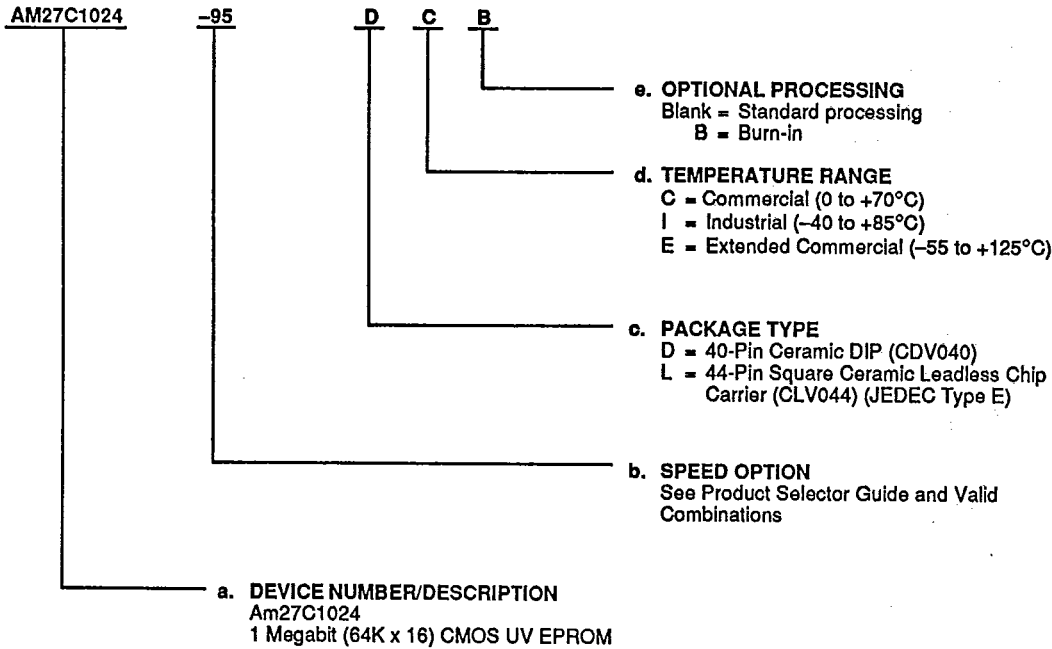 AM27C1024 –95 D C B
e. OPTIONAL PROCESSING
Blank = Standard processing
B = Burn-in
d. TEMPERATURE RANGE
C = Commercial (0 to +70°C)
I = Industrial (–40 to +85°C)
E = Extended Commercial (–55 to +125°C)
c. PACKAGE TYPE
D = 40-Pin Ceramic DIP (CDV040)
L = 44-Pin Square Ceramic Leadless Chip
Carrier (CLV044) (JEDEC Type E)
b. SPEED OPTION
See Product Selector Guide and Valid
Combinations
a. DEVICE NUMBER/DESCRIPTION
Am27C1024
1 Megabit (64K x 16) CMOS UV EPROM